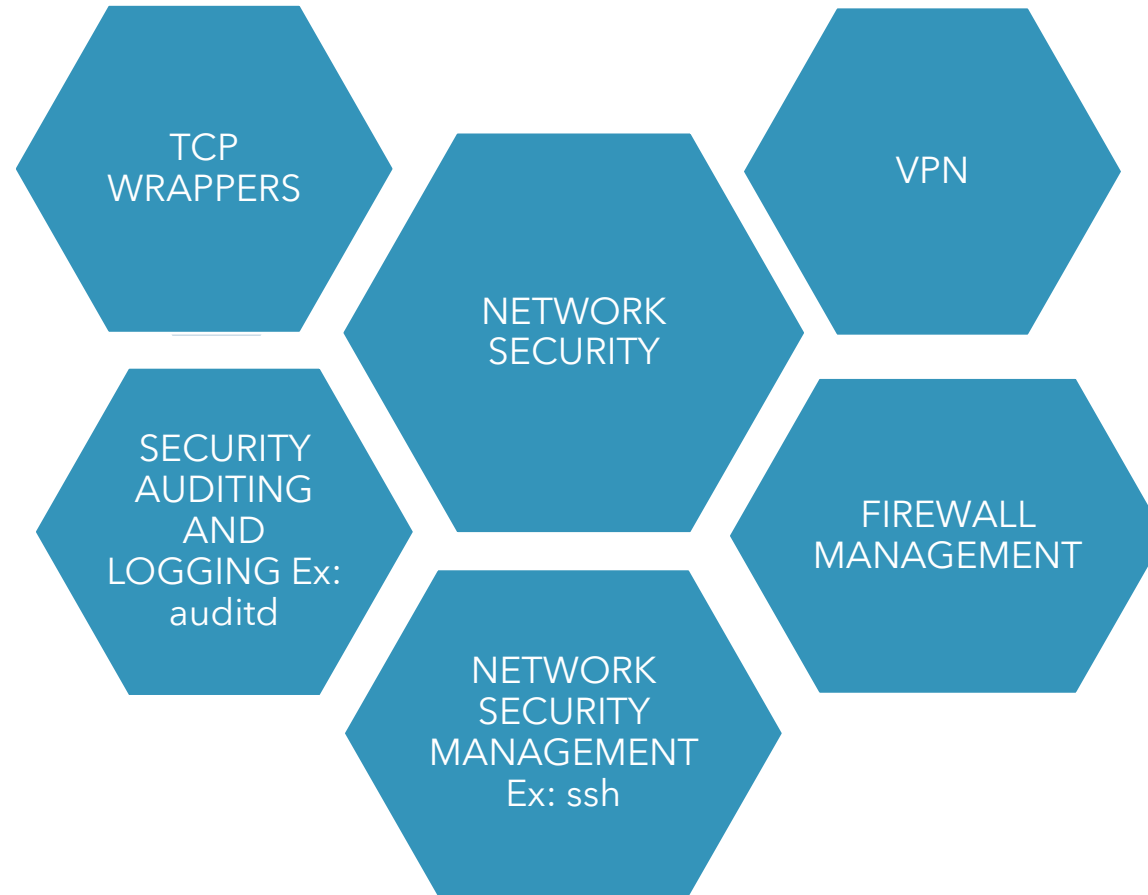 TCP
WRAPPERS
VPN
NETWORK
SECURITY
SECURITY
AUDITING
AND
LOGGING Ex:
auditd
FIREWALL
MANAGEMENT
NETWORK
SECURITY
MANAGEMENT
Ex: ssh